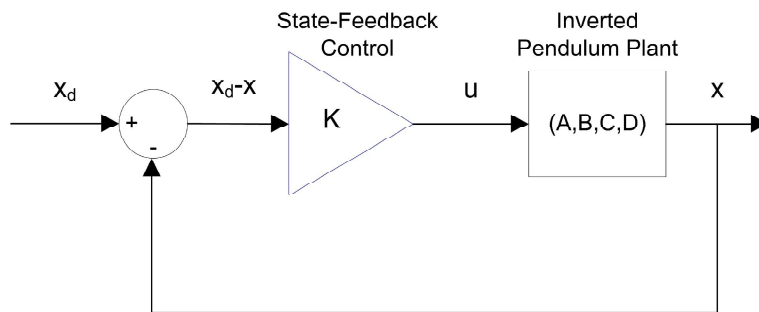 State-Feedback
Control
Inverted
Pendulum Plant
x_d
+
-
x_d-x
K
u
(A,B,C,D)
x